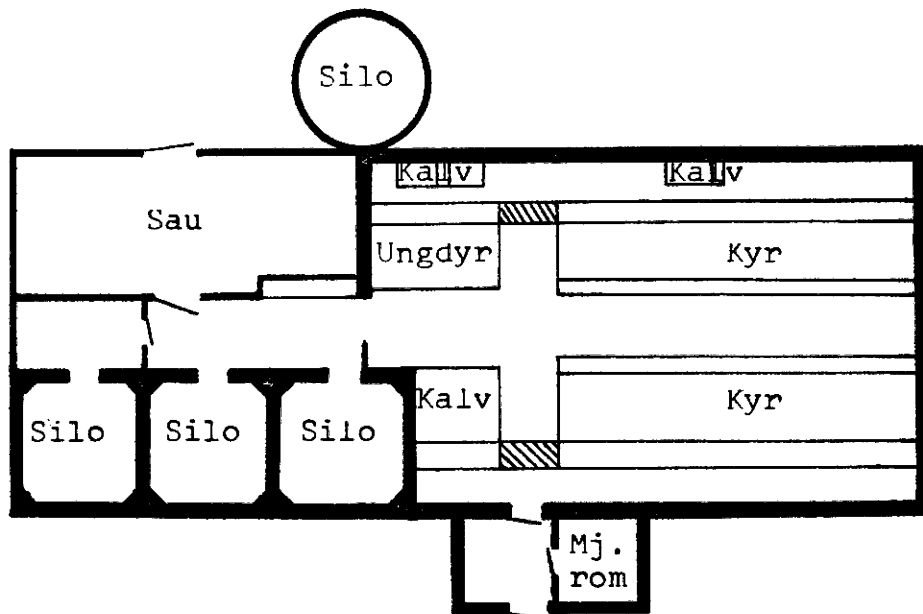 Silo
Kalv
Kalv
Sau
Ungdyr
Kyr
Kalv
Kyr
Silo
Silo
Silo
Mj.
rom